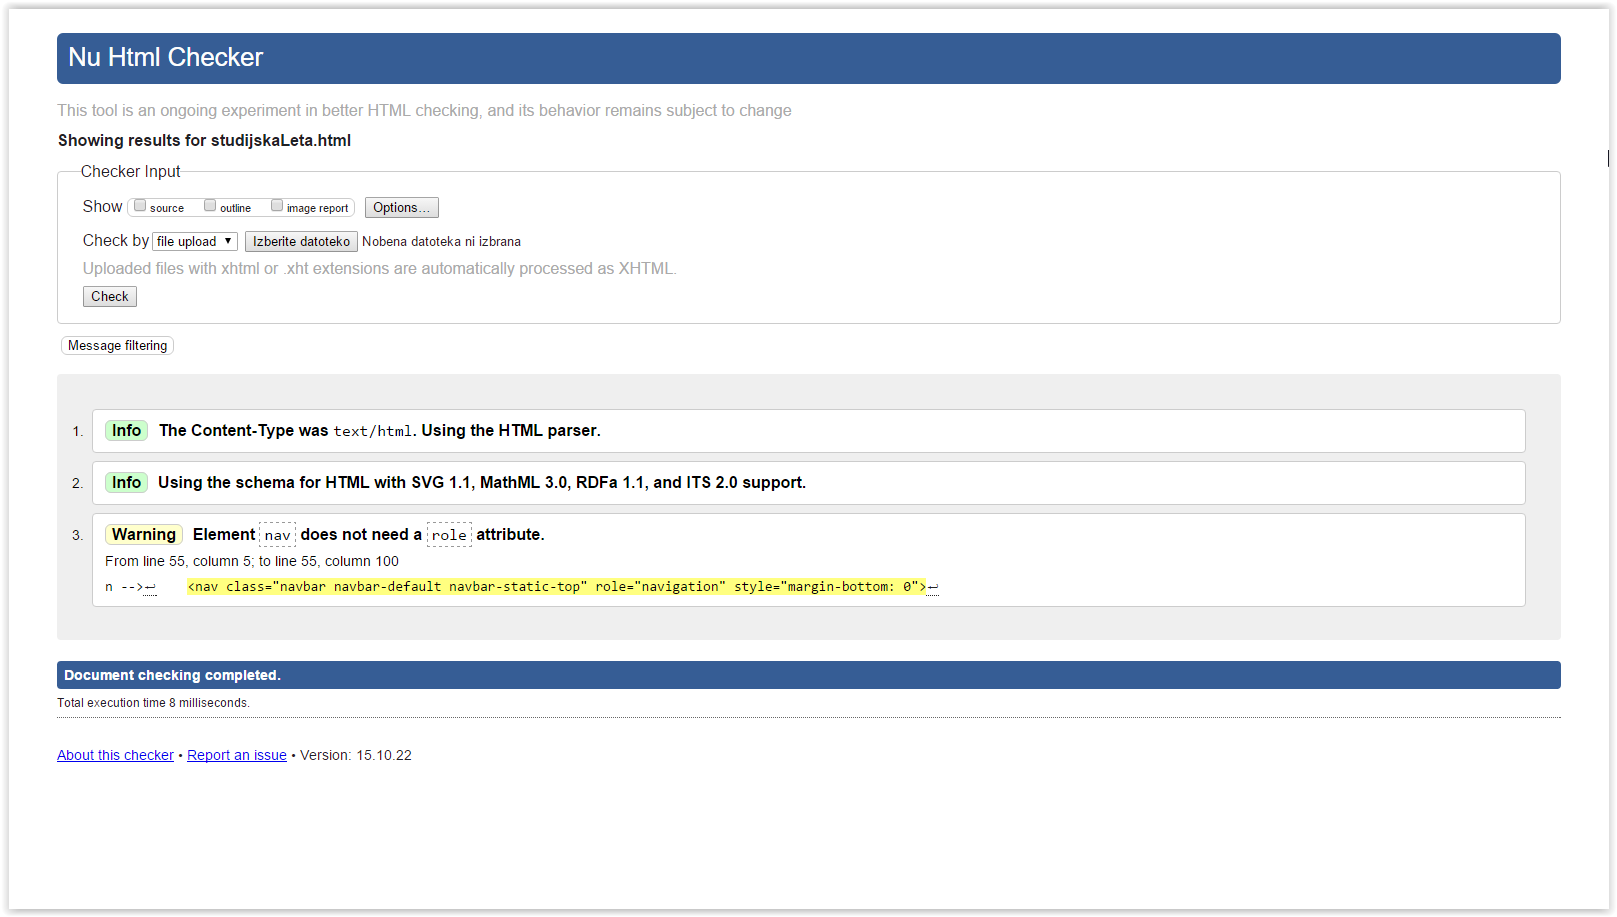 Nu Html Checker
This tool is an ongoing experiment in better HTML checking, and its behavior remains subject to change
Showing results for studijskaLeta.html
Checker Input
Show source outline image report Options...
Check by file upload ▼ Izberite datoteko Nobena datoteka ni izbrana
Uploaded files with xhtml or .xht extensions are automatically processed as XHTML.
Check
Message filtering
1. Info The Content-Type was text/html. Using the HTML parser.
2. Info Using the schema for HTML with SVG 1.1, MathML 3.0, RDFa 1.1, and ITS 2.0 support.
3. Warning Element nav does not need a role attribute.
From line 55, column 5; to line 55, column 100
n -->↩ <nav class="navbar navbar-default navbar-static-top" role="navigation" style="margin-bottom: 0">↩
Document checking completed.
Total execution time 8 milliseconds.
About this checker • Report an issue • Version: 15.10.22